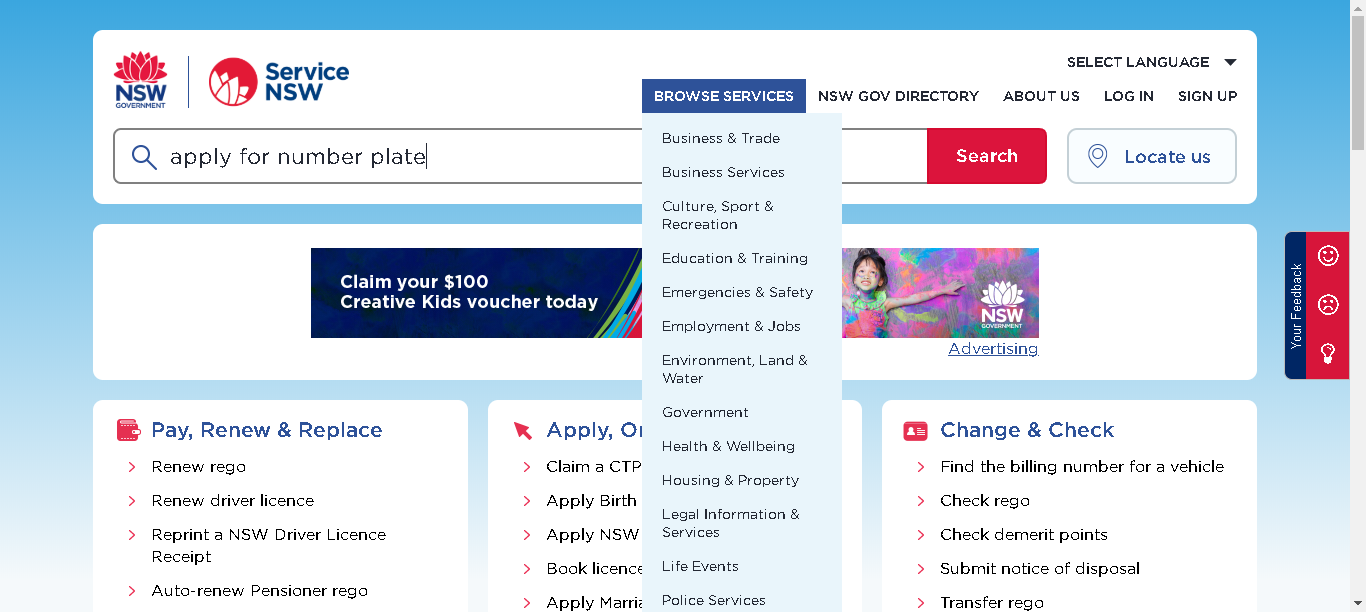 NSW
GOVERNMENT
Service
NSW
SELECT LANGUAGE
BROWSE SERVICES
NSW GOV DIRECTORY
ABOUT US
LOG IN
SIGN UP
apply for number plate
Search
Locate us
Business & Trade
Business Services
Culture, Sport &
Recreation
Education & Training
Emergencies & Safety
Employment & Jobs
Environment, Land &
Water
Government
Health & Wellbeing
Housing & Property
Legal Information &
Services
Life Events
Police Services
Claim your $100
Creative Kids voucher today
NSW
GOVERNMENT
Advertising
Your Feedback
Pay, Renew & Replace
Renew rego
Renew driver licence
Reprint a NSW Driver Licence
Receipt
Auto-renew Pensioner rego
Apply, Or
Claim a CTP
Apply Birth
Apply NSW
Book licence
Apply Marria
Change & Check
Find the billing number for a vehicle
Check rego
Check demerit points
Submit notice of disposal
Transfer rego